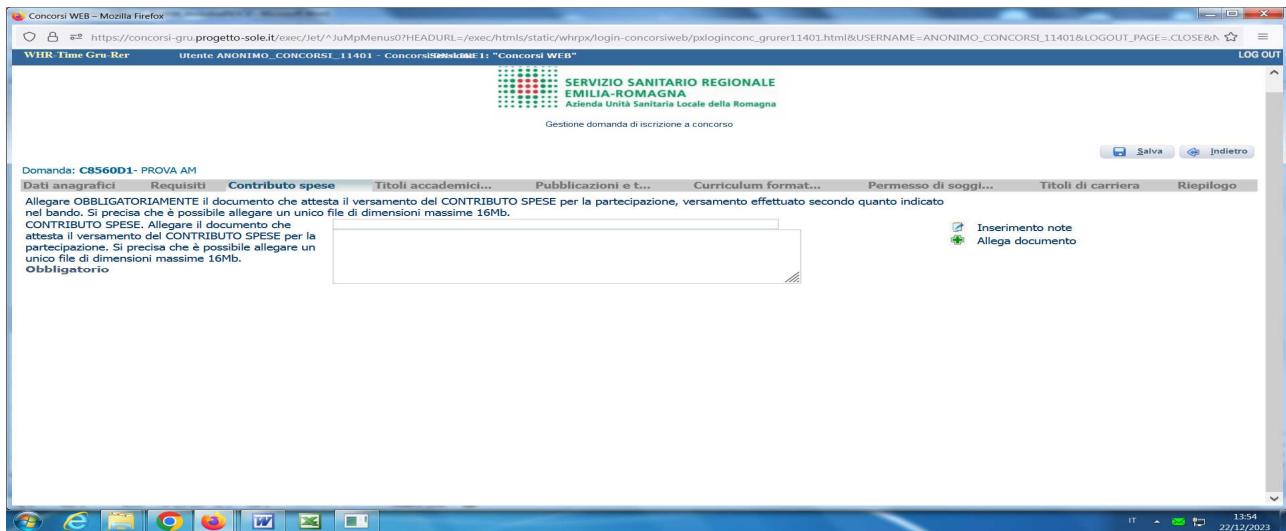 Concorsi WEB – Mozilla Firefox
https://concorsi-gru.progetto-sole.it/exec/Jet/^JuMpMenus0?HEADURL=/exec/htmls/static/whrpx/login-concorsiweb/pxloginconc_grurer11401.html&USERNAME=ANONIMO_CONCORSI_11401&LOGOUT_PAGE=.CLOSE&N
WHR-Time Gru-Rer Utente ANONIMO_CONCORSI_11401 - Concorsi 1: "Concorsi WEB" LOG OUT
SERVIZIO SANITARIO REGIONALE
EMILIA-ROMAGNA
Azienda Unità Sanitaria Locale della Romagna
Gestione domanda di iscrizione a concorso
Salva Indietro
Domanda: C8560D1- PROVA AM
Dati anagrafici Requisiti Contributo spese Titoli accademici... Pubblicazioni e t... Curriculum format... Permesso di soggi... Titoli di carriera Riepilogo
Allegare OBBLIGATORIAMENTE il documento che attesta il versamento del CONTRIBUTO SPESE per la partecipazione, versamento effettuato secondo quanto indicato
nel bando. Si precisa che è possibile allegare un unico file di dimensioni massime 16Mb.
CONTRIBUTO SPESE. Allegare il documento che
attesta il versamento del CONTRIBUTO SPESE per la
partecipazione. Si precisa che è possibile allegare un
unico file di dimensioni massime 16Mb.
Obbligatorio
Inserimento note
Allega documento
IT
13:54
22/12/2023